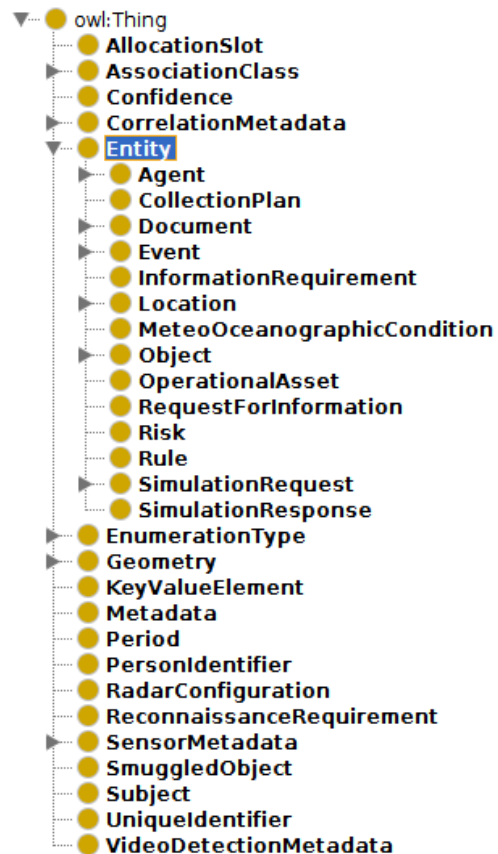 owl:Thing
AllocationSlot
AssociationClass
Confidence
CorrelationMetadata
Entity
Agent
CollectionPlan
Document
Event
InformationRequirement
Location
MeteoOceanographicCondition
Object
OperationalAsset
RequestForInformation
Risk
Rule
SimulationRequest
SimulationResponse
EnumerationType
Geometry
KeyValueElement
Metadata
Period
PersonIdentifier
RadarConfiguration
ReconnaissanceRequirement
SensorMetadata
SmuggledObject
Subject
UniqueIdentifier
VideoDetectionMetadata